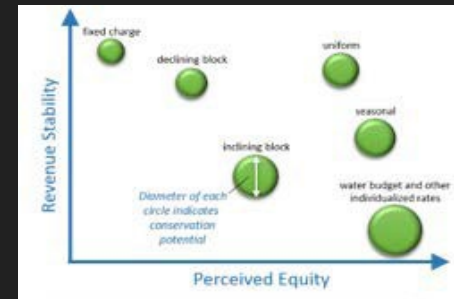 fixed charge
declining block
uniform
seasonal
inclining block
water budget and other
individualized rates
Diameter of each
circle indicates
conservation
potential
Revenue Stability
Perceived Equity